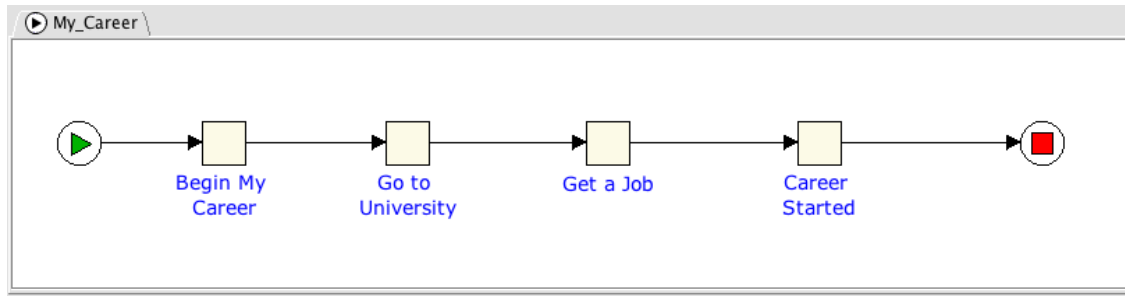 My_Career
Begin My
Career
Go to
University
Get a Job
Career
Started